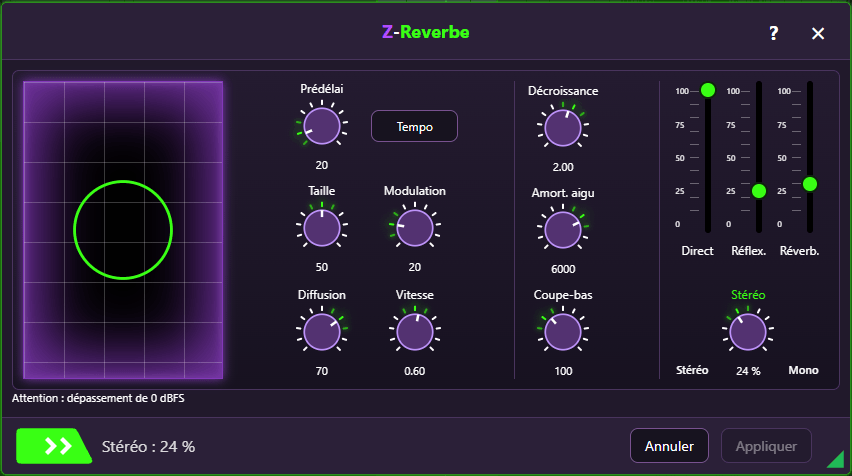 Z-Reverbe
?
Prédélai
20
Tempo
Taille
50
Modulation
20
Diffusion
70
Vitesse
0.60
Décroissance
2.00
Amort. aigu
6000
Coupe-bas
100
100 100 100
75 75 75
50 50 50
25 25 25
0 0 0
Direct Réflex. Réverb.
Stéréo
Stéréo 24 % Mono
Attention : dépassement de 0 dBFS
Stéréo : 24 %
Annuler
Appliquer